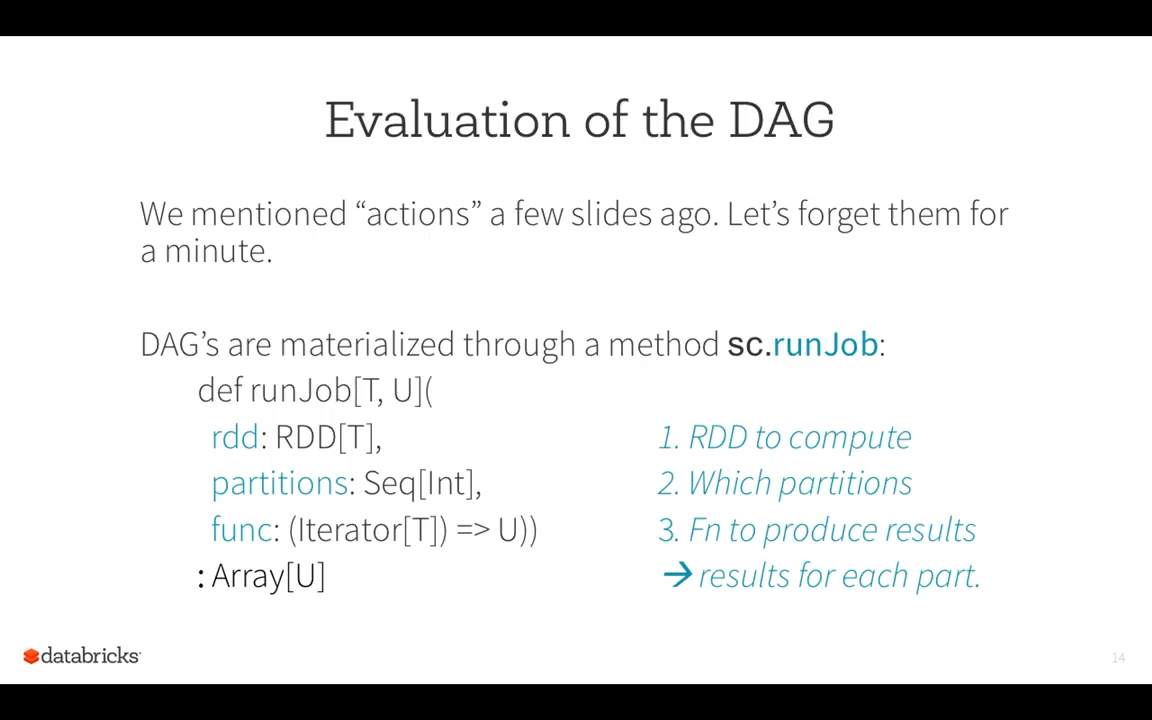 Evaluation of the DAG
We mentioned “actions” a few slides ago. Let’s forget them for
a minute.
DAG’s are materialized through a method sc.runJob:
def runJob[T, U](
rdd: RDD[T], 1. RDD to compute
partitions: Seq[Int], 2. Which partitions
func: (Iterator[T]) => U)) 3. Fn to produce results
: Array[U] → results for each part.
databricks 14